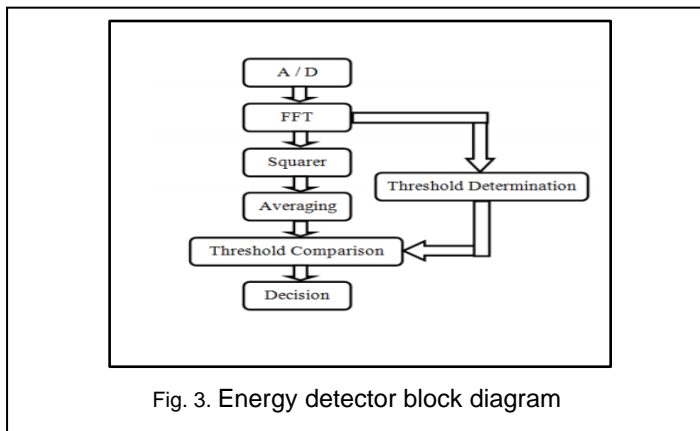 A / D
FFT
Squarer
Threshold Determination
Averaging
Threshold Comparison
Decision
Fig. 3. Energy detector block diagram